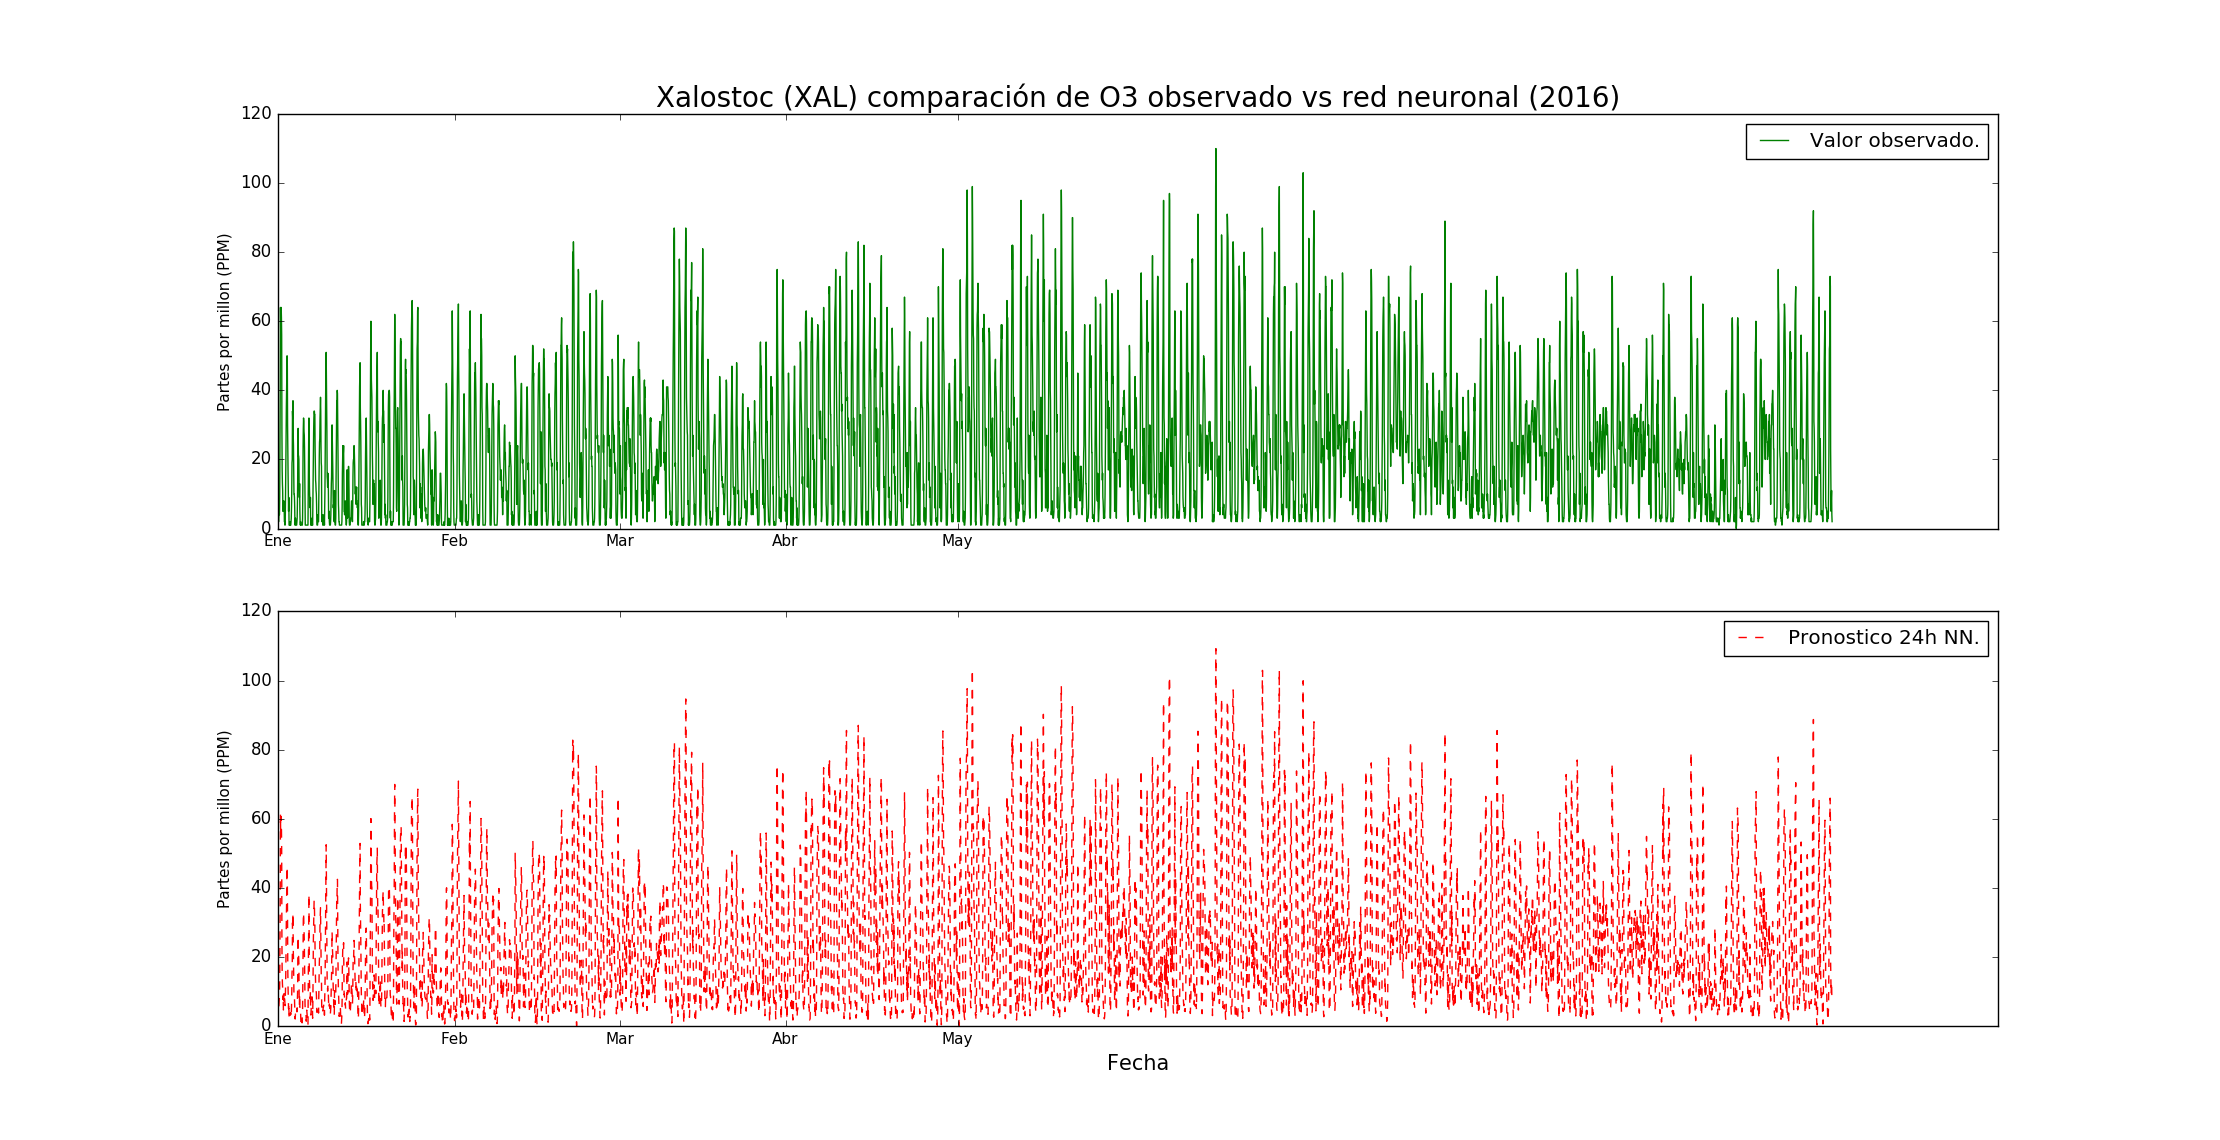 Xalostoc (XAL) comparación de O3 observado vs red neuronal (2016)
120
100
80
60
40
20
0
Partes por millon (PPM)
Valor observado.
Ene Feb Mar Abr May
120
100
80
60
40
20
0
Partes por millon (PPM)
Pronostico 24h NN.
Ene Feb Mar Abr May
Fecha